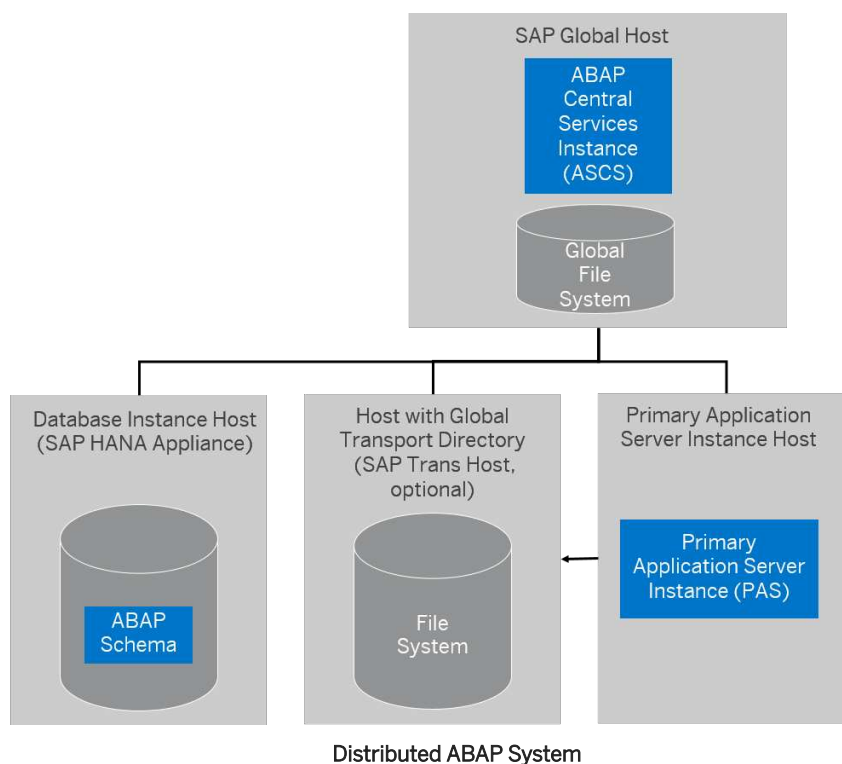 SAP Global Host
ABAP
Central
Services
Instance
(ASCS)
Global
File
System
Database Instance Host
(SAP HANA Appliance)
ABAP
Schema
Host with Global
Transport Directory
(SAP Trans Host,
optional)
File
System
Primary Application
Server Instance Host
Primary
Application Server
Instance (PAS)
Distributed ABAP System